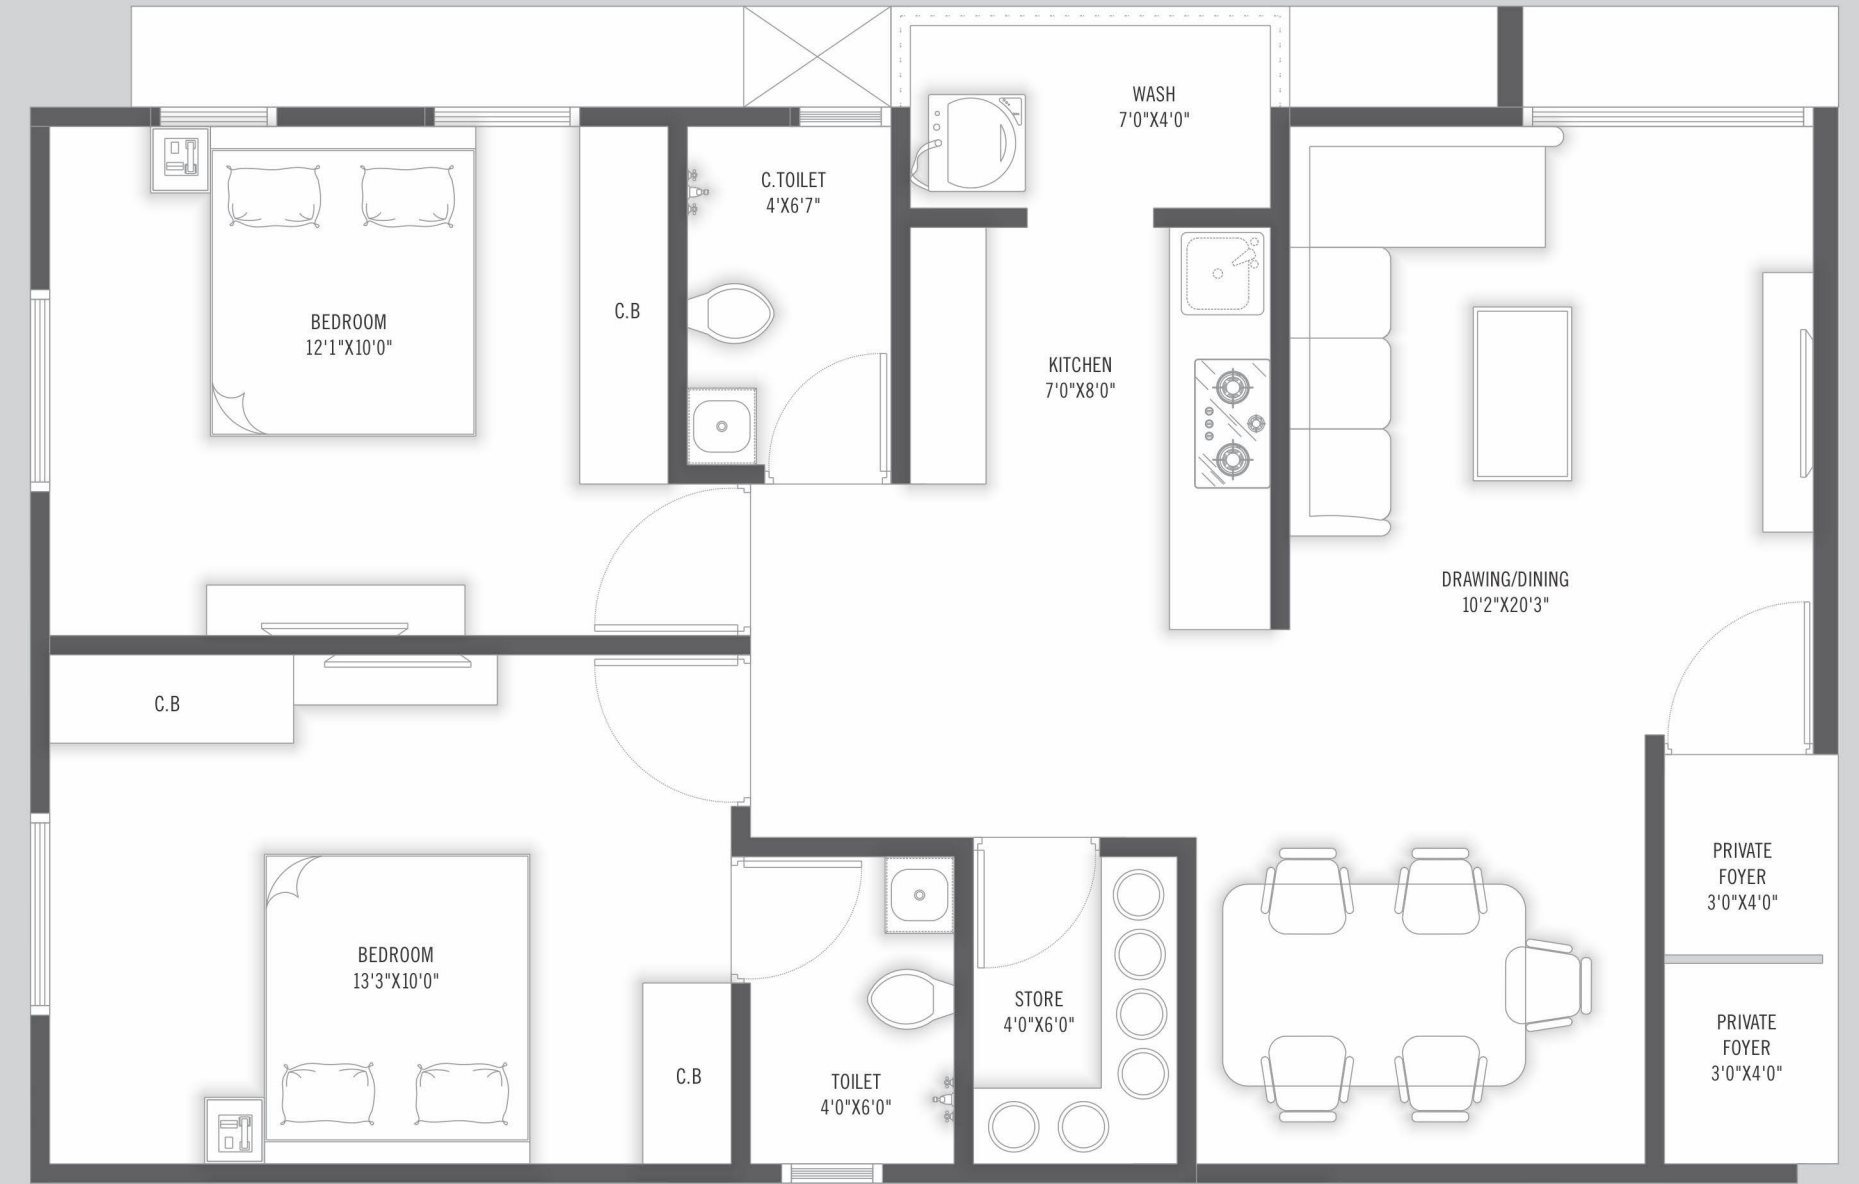 WASH
7'0"X4'0"
C.TOILET
4'X6'7"
BEDROOM
12'1"X10'0"
C.B
KITCHEN
7'0"X8'0"
DRAWING/DINING
10'2"X20'3"
C.B
PRIVATE
FOYER
3'0"X4'0"
BEDROOM
13'3"X10'0"
STORE
4'0"X6'0"
PRIVATE
FOYER
3'0"X4'0"
C.B
TOILET
4'0"X6'0"